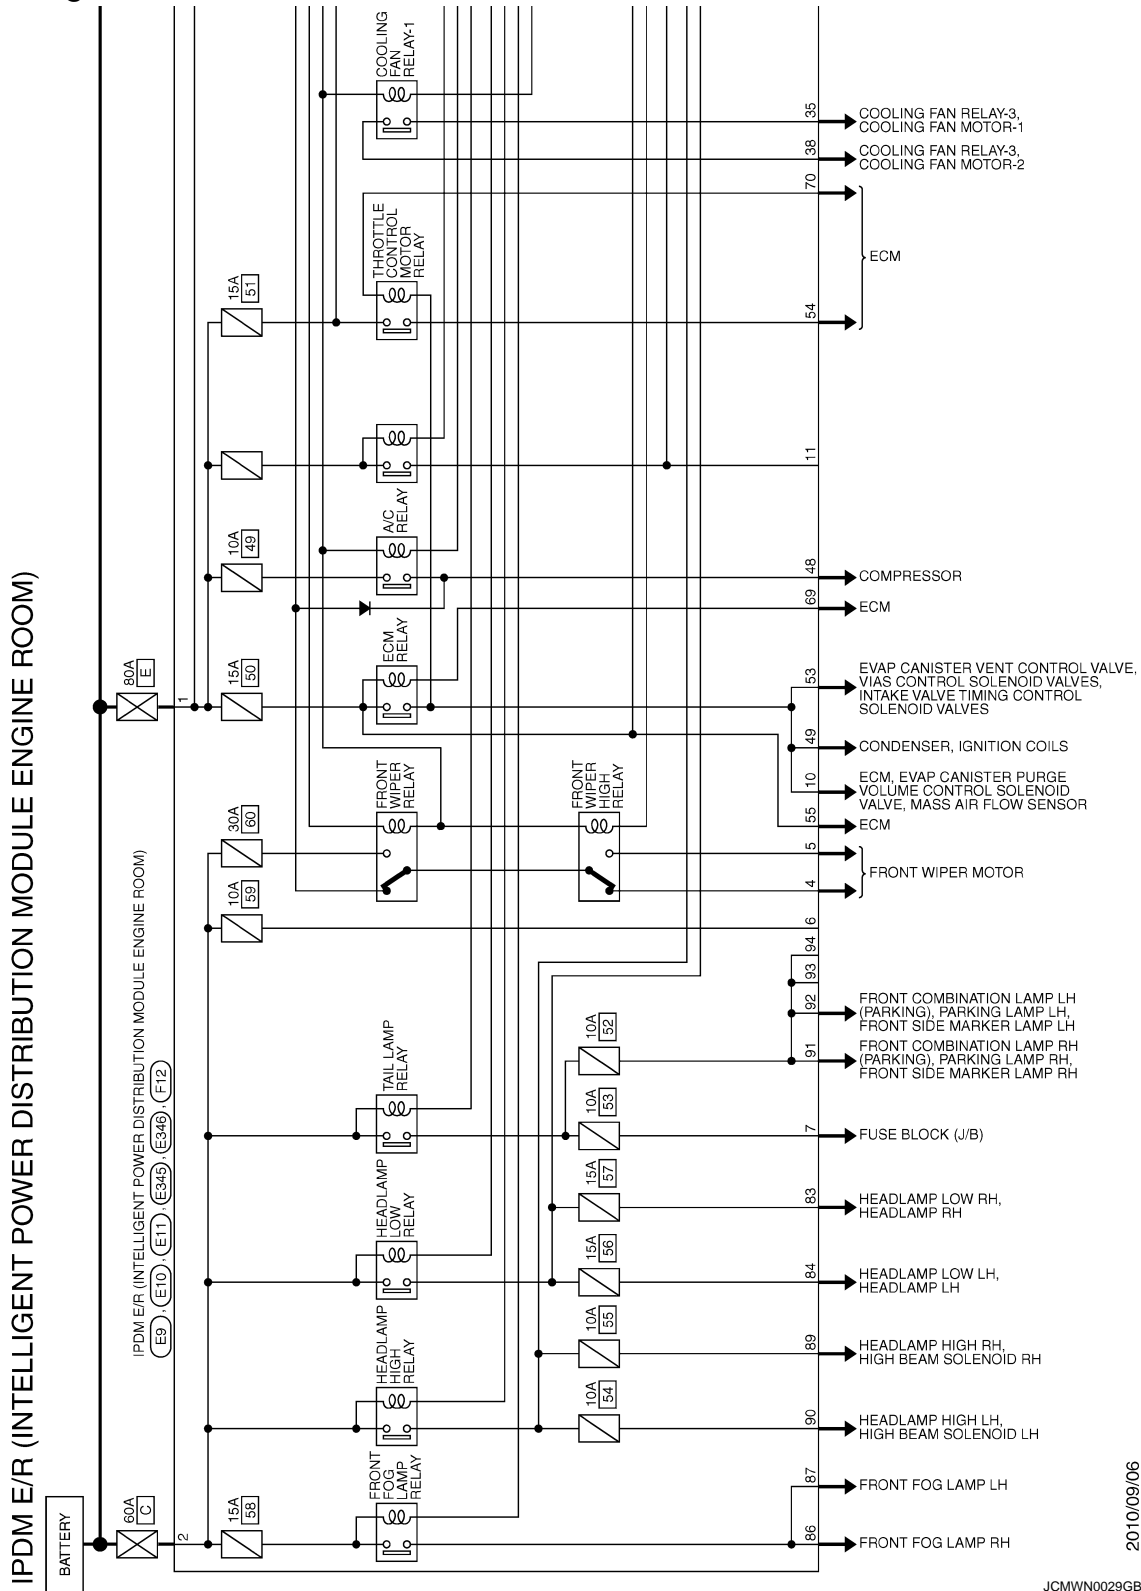 IPDM E/R (INTELLIGENT POWER DISTRIBUTION MODULE ENGINE ROOM)
BATTERY
60A
C
80A
E
2
1
IPDM E/R (INTELLIGENT POWER DISTRIBUTION MODULE ENGINE ROOM)
E9 , E10 , E11 , E345 , E346 , F12
15A
58
10A
59
30A
60
15A
50
10A
49
15A
51
FRONT
FOG
LAMP
RELAY
HEADLAMP
HIGH
RELAY
HEADLAMP
LOW
RELAY
TAIL LAMP
RELAY
FRONT
WIPER
RELAY
ECM
RELAY
A/C
RELAY
THROTTLE
CONTROL
MOTOR
RELAY
COOLING
FAN
RELAY-1
10A
54
10A
55
15A
56
15A
57
10A
53
10A
52
FRONT
WIPER
HIGH
RELAY
35
COOLING FAN RELAY-3,
COOLING FAN MOTOR-1
38
COOLING FAN RELAY-3,
COOLING FAN MOTOR-2
70
ECM
54
11
48
COMPRESSOR
69
ECM
53
EVAP CANISTER VENT CONTROL VALVE,
VIAS CONTROL SOLENOID VALVES,
INTAKE VALVE TIMING CONTROL
SOLENOID VALVES
49
CONDENSER, IGNITION COILS
10
ECM, EVAP CANISTER PURGE
VOLUME CONTROL SOLENOID
VALVE, MASS AIR FLOW SENSOR
55
ECM
5
FRONT WIPER MOTOR
4
6
94
93
92
FRONT COMBINATION LAMP LH
(PARKING), PARKING LAMP LH,
FRONT SIDE MARKER LAMP LH
91
FRONT COMBINATION LAMP RH
(PARKING), PARKING LAMP RH,
FRONT SIDE MARKER LAMP RH
7
FUSE BLOCK (J/B)
83
HEADLAMP LOW RH,
HEADLAMP RH
84
HEADLAMP LOW LH,
HEADLAMP LH
89
HEADLAMP HIGH RH,
HIGH BEAM SOLENOID RH
90
HEADLAMP HIGH LH,
HIGH BEAM SOLENOID LH
87
FRONT FOG LAMP LH
86
FRONT FOG LAMP RH
2010/09/06
JCMWN0029GB